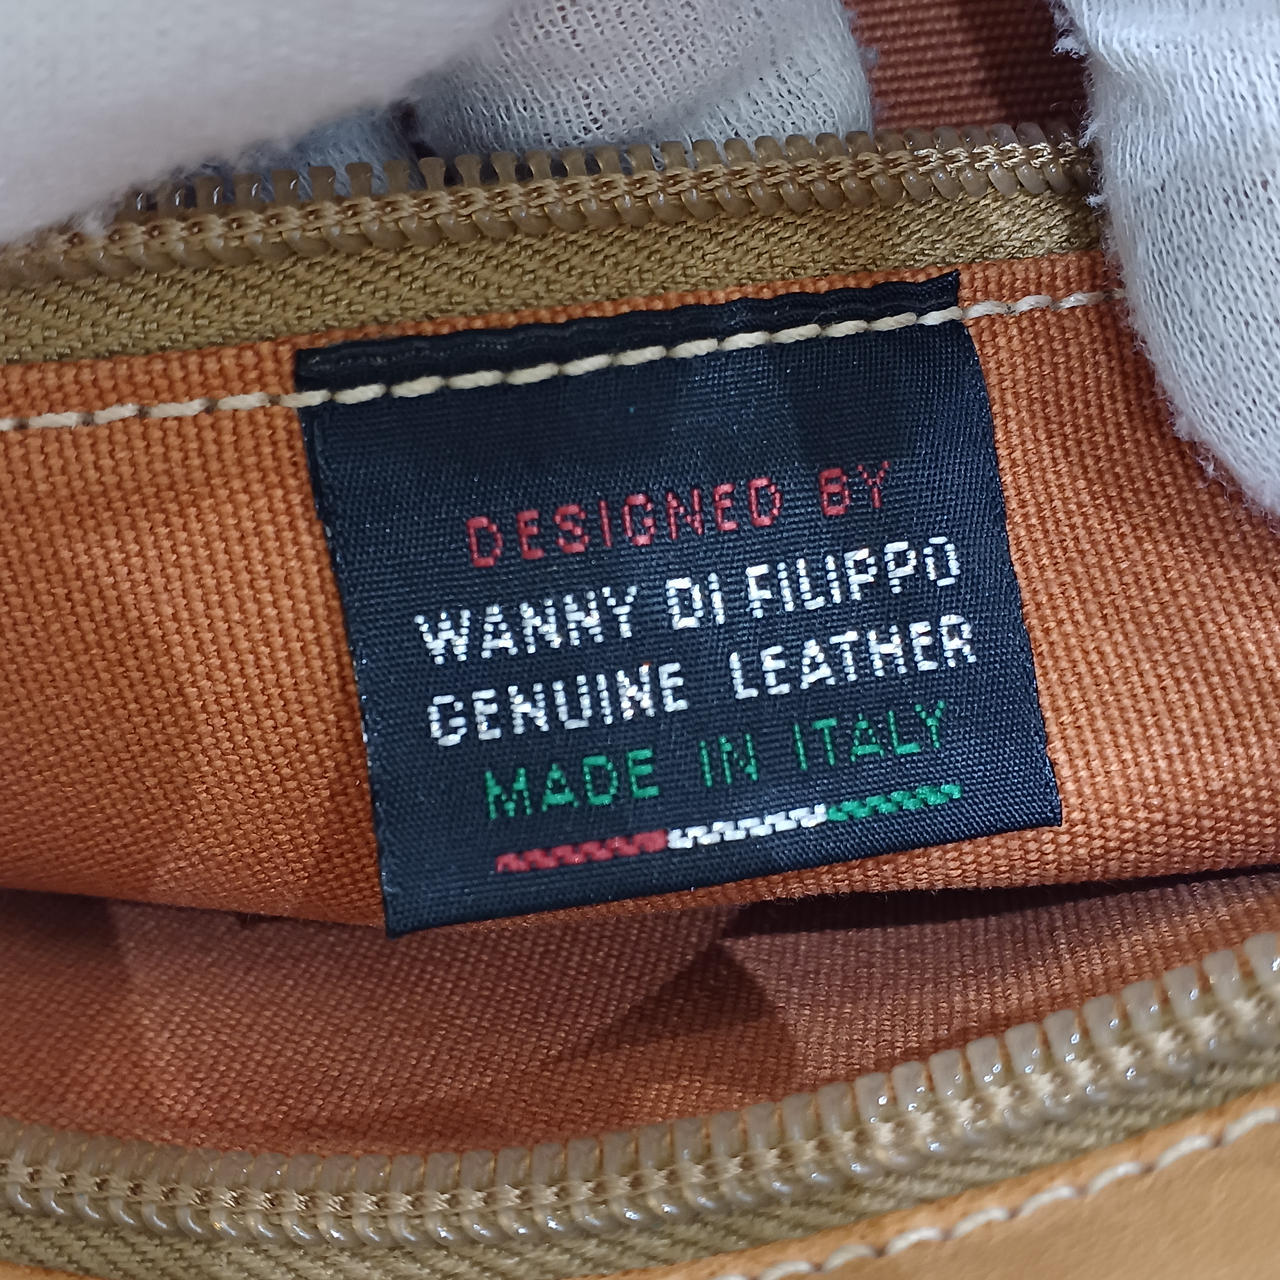 DESIGNED BY
WANNY DI FILIPPO
GENUINE LEATHER
MADE IN ITALY